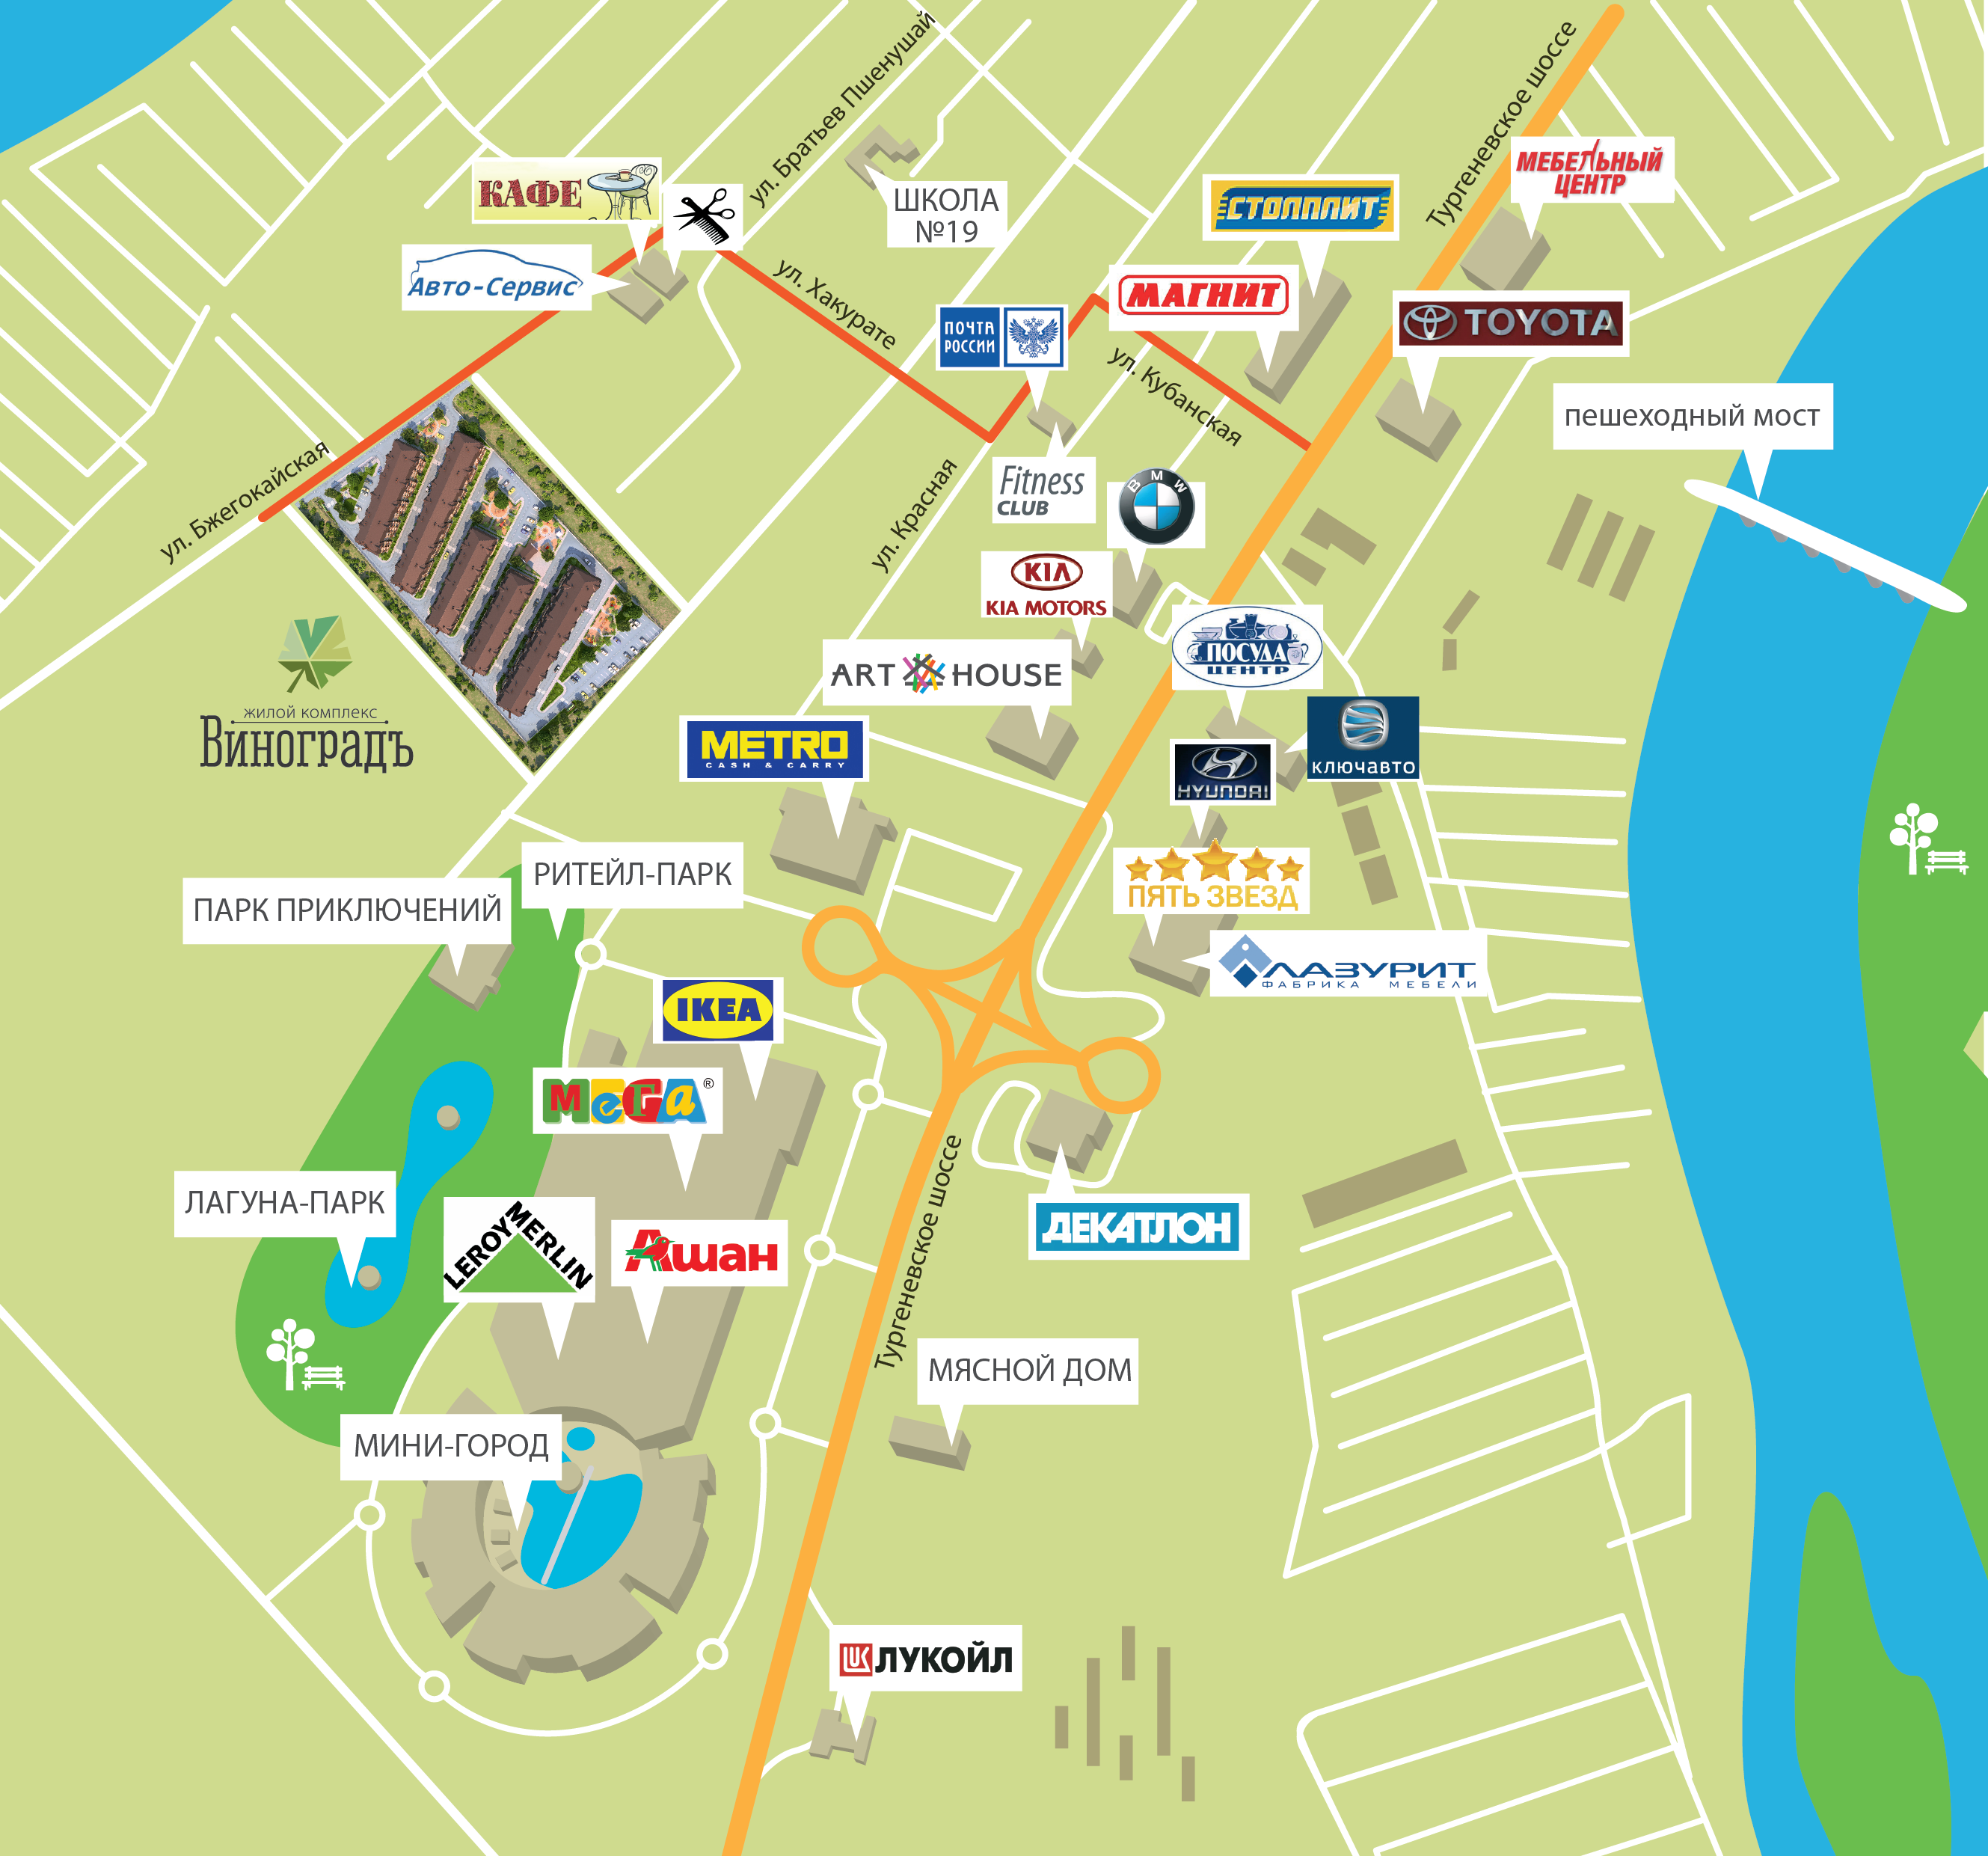 ул. Братьев Пшенушай
Тургеневское шоссе
МЕБЕЛЬНЫЙ
ЦЕНТР
КАФЕ
ШКОЛА
№19
СТОЛПЛИТ
Авто-Сервис
ул. Хакурате
МАГНИТ
ПОЧТА
РОССИИ
TOYOTA
ул. Кубанская
пешеходный мост
ул. Бжегокайская
ул. Красная
Fitness
CLUB
BMW
KIA
KIA MOTORS
ПОСУДА
ЦЕНТР
ART HOUSE
жилой комплекс
Виноградъ
METRO
CASH & CARRY
КЛЮЧАВТО
HYUNDAI
РИТЕЙЛ-ПАРК
ПАРК ПРИКЛЮЧЕНИЙ
ПЯТЬ ЗВЕЗД
ЛАЗУРИТ
ФАБРИКА МЕБЕЛИ
IKEA
МЕГА®
ЛАГУНА-ПАРК
LEROY MERLIN
Ашан
Тургеневское шоссе
ДЕКАТЛОН
МЯСНОЙ ДОМ
МИНИ-ГОРОД
LUK ЛУКОЙЛ